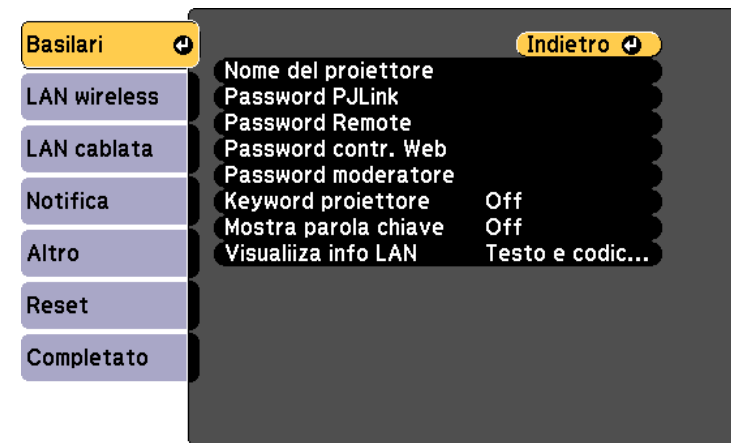 Basilari
LAN wireless
LAN cablata
Notifica
Altro
Reset
Completato
Indietro
Nome del proiettore
Password PJLink
Password Remote
Password contr. Web
Password moderatore
Keyword proiettore Off
Mostra parola chiave Off
Visualiiza info LAN Testo e codic...